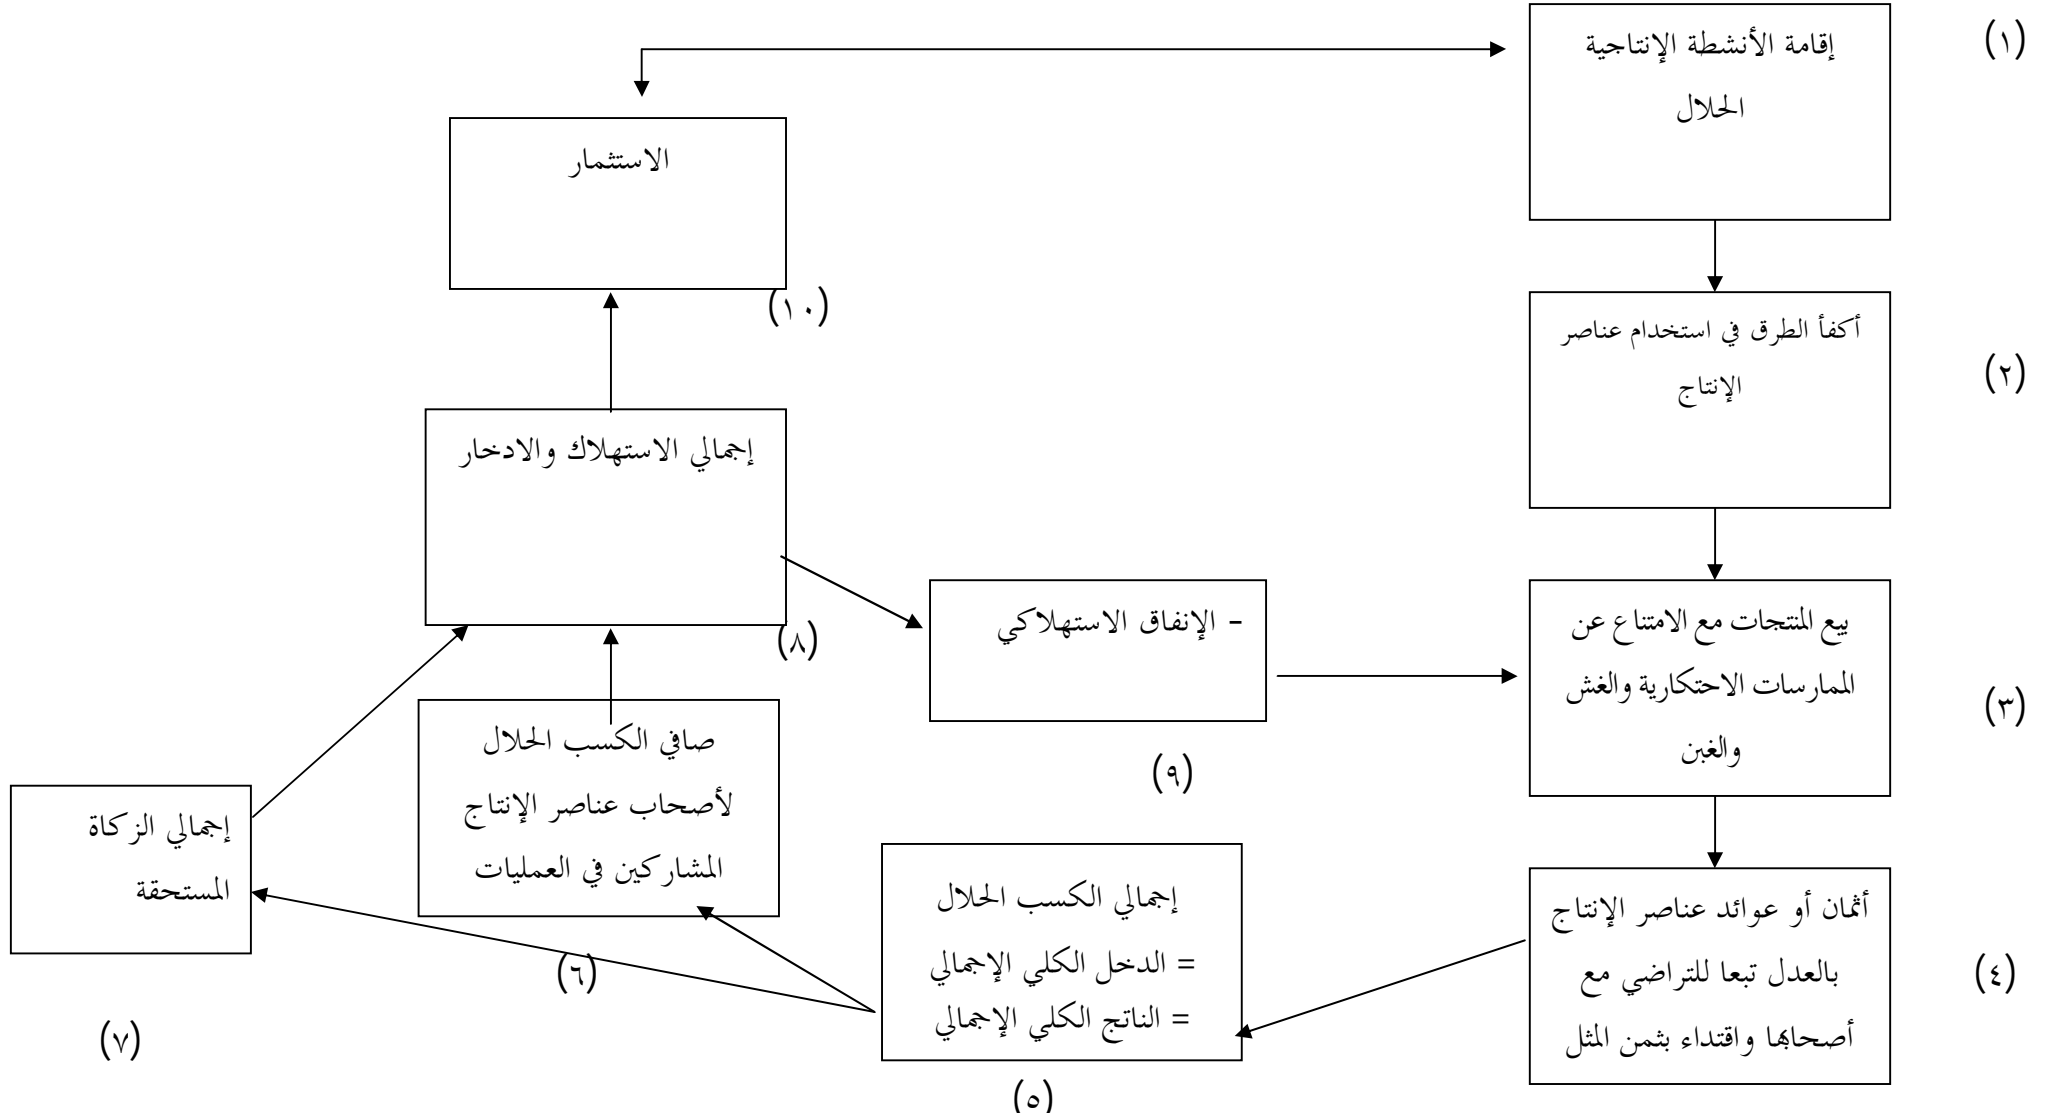 إقامة الأنشطة الإنتاجية
الحلال
(١)
أكفأ الطرق في استخدام عناصر
الإنتاج
(٢)
بيع المنتجات مع الامتناع عن
الممارسات الاحتكارية والغش
والغبن
(٣)
أثمان أو عوائد عناصر الإنتاج
بالعدل تبعا للتراضي مع
أصحابها واقتداء بثمن المثل
(٤)
إجمالي الكسب الحلال
= الدخل الكلي الإجمالي
= الناتج الكلي الإجمالي
(٥)
صافي الكسب الحلال
لأصحاب عناصر الإنتاج
المشاركين في العمليات
(٦)
إجمالي الزكاة
المستحقة
(٧)
إجمالي الاستهلاك والادخار
(٨)
- الإنفاق الاستهلاكي
(٩)
الاستثمار
(١٠)